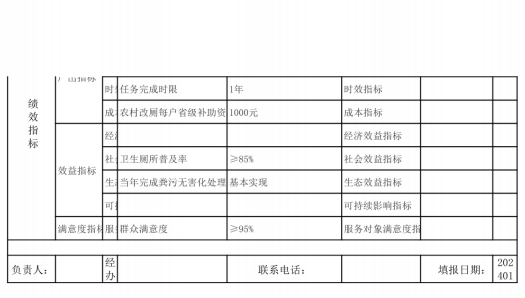 绩效指标
时 任务完成时限 1年 时效指标
成本 农村改厕每户省级补助资 1000元 成本指标
效益指标
经济 经济效益指标
社会 卫生厕所普及率 ≥85% 社会效益指标
生态 当年完成粪污无害化处理 基本实现 生态效益指标
可 可持续影响指标
满意度指标 服务 群众满意度 ≥95% 服务对象满意度指
负责人： 经办 联系电话： 填报日期： 202401